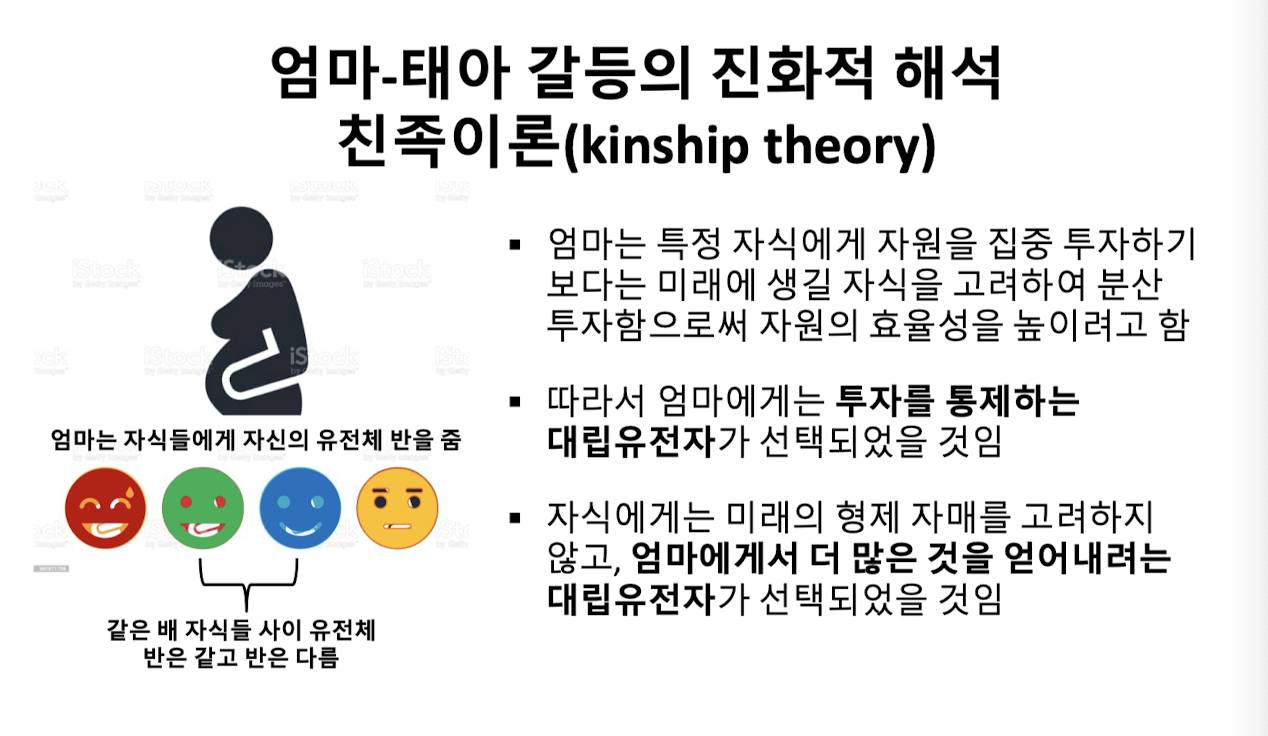 엄마-태아 갈등의 진화적 해석
친족이론(kinship theory)
iStock
by Getty Images
엄마는 자식들에게 자신의 유전체 반을 줌
같은 배 자식들 사이 유전체
반은 같고 반은 다름
▪ 엄마는 특정 자식에게 자원을 집중 투자하기
보다는 미래에 생길 자식을 고려하여 분산
투자함으로써 자원의 효율성을 높이려고 함
▪ 따라서 엄마에게는 투자를 통제하는
대립유전자가 선택되었을 것임
▪ 자식에게는 미래의 형제 자매를 고려하지
않고, 엄마에게서 더 많은 것을 얻어내려는
대립유전자가 선택되었을 것임